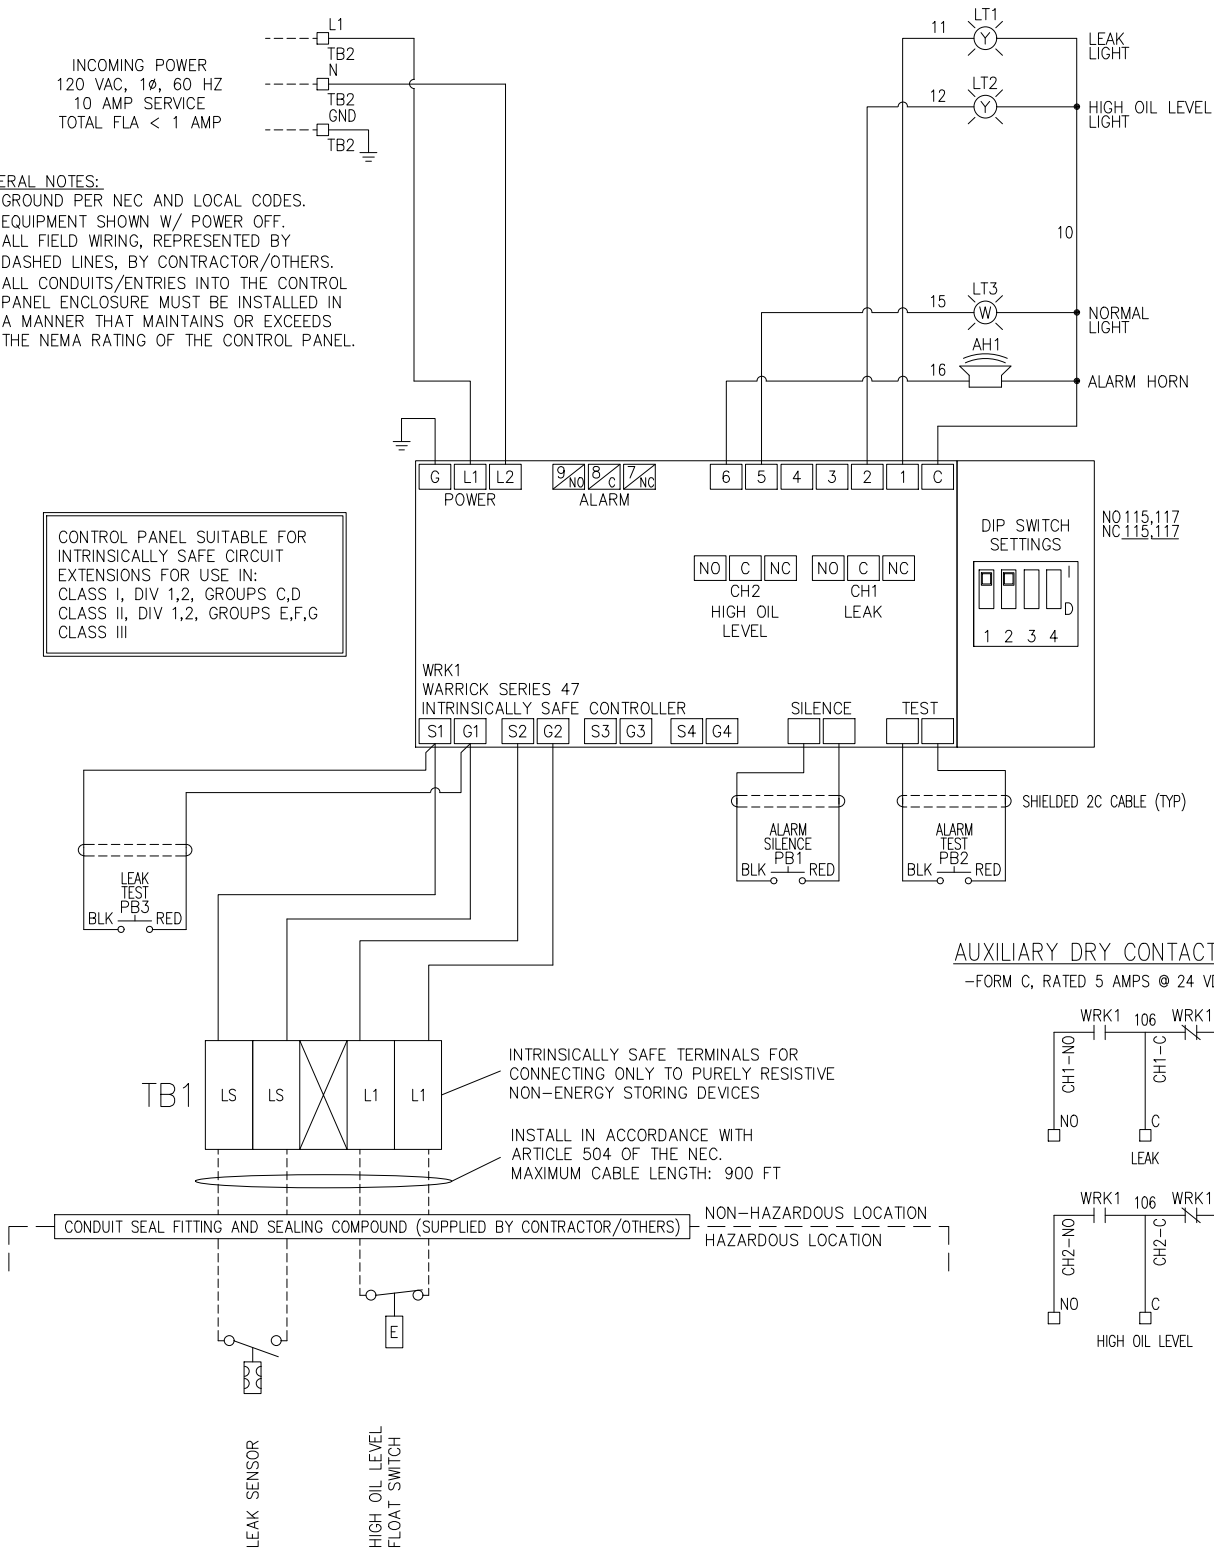 L1
TB2
N
TB2
GND
TB2
INCOMING POWER
120 VAC, 1ø, 60 HZ
10 AMP SERVICE
TOTAL FLA < 1 AMP
ERAL NOTES:
GROUND PER NEC AND LOCAL CODES.
EQUIPMENT SHOWN W/ POWER OFF.
ALL FIELD WIRING, REPRESENTED BY
DASHED LINES, BY CONTRACTOR/OTHERS.
ALL CONDUITS/ENTRIES INTO THE CONTROL
PANEL ENCLOSURE MUST BE INSTALLED IN
A MANNER THAT MAINTAINS OR EXCEEDS
THE NEMA RATING OF THE CONTROL PANEL.
11
LT1
Y
LEAK
LIGHT
12
LT2
Y
HIGH OIL LEVEL
LIGHT
10
15
LT3
W
NORMAL
LIGHT
16
AH1
ALARM HORN
G L1 L2
POWER
9 NO 8 C 7 NC
ALARM
6 5 4 3 2 1 C
NO C NC
CH2
HIGH OIL
LEVEL
NO C NC
CH1
LEAK
DIP SWITCH
SETTINGS
I
D
1 2 3 4
NO 115,117
NC 115,117
CONTROL PANEL SUITABLE FOR
INTRINSICALLY SAFE CIRCUIT
EXTENSIONS FOR USE IN:
CLASS I, DIV 1,2, GROUPS C,D
CLASS II, DIV 1,2, GROUPS E,F,G
CLASS III
WRK1
WARRICK SERIES 47
INTRINSICALLY SAFE CONTROLLER
S1 G1 S2 G2 S3 G3 S4 G4
SILENCE
TEST
SHIELDED 2C CABLE (TYP)
ALARM
SILENCE
PB1
BLK RED
ALARM
TEST
PB2
BLK RED
LEAK
TEST
PB3
BLK RED
AUXILIARY DRY CONTACT
-FORM C, RATED 5 AMPS @ 24 V
WRK1 106 WRK1
CH1-NO
CH1-C
NO
C
LEAK
WRK1 106 WRK1
CH2-NO
CH2-C
NO
C
HIGH OIL LEVEL
TB1
LS LS L1 L1
INTRINSICALLY SAFE TERMINALS FOR
CONNECTING ONLY TO PURELY RESISTIVE
NON-ENERGY STORING DEVICES
INSTALL IN ACCORDANCE WITH
ARTICLE 504 OF THE NEC.
MAXIMUM CABLE LENGTH: 900 FT
CONDUIT SEAL FITTING AND SEALING COMPOUND (SUPPLIED BY CONTRACTOR/OTHERS)
NON-HAZARDOUS LOCATION
HAZARDOUS LOCATION
E
LEAK SENSOR
HIGH OIL LEVEL
FLOAT SWITCH